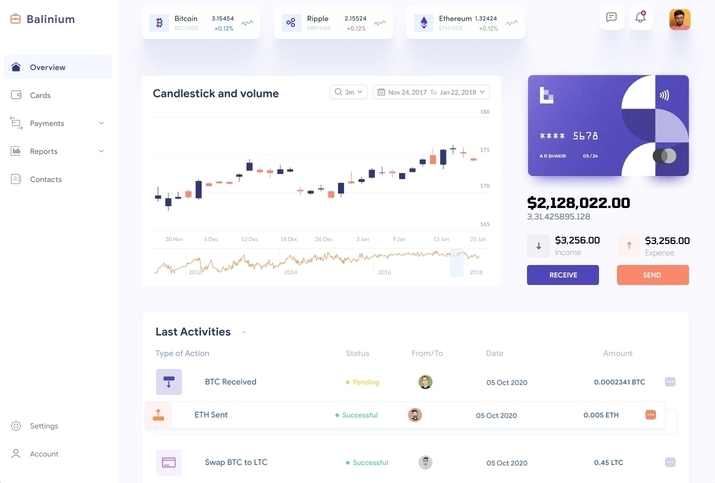 Balinium
Overview
Cards
Payments
Reports
Contacts
Settings
Account
Bitcoin 3.15454
BTC/USD +0.12%
Ripple 2.15524
XRP/USD +0.12%
Ethereum 1.32424
ETH/USD +0.12%
Candlestick and volume
3m
Nov 24, 2017 To Jan 22, 2018
180
175
170
165
30 Nov 6 Dec 12 Dec 18 Dec 26 Dec 3 Jan 9 Jan 15 Jan 21 Jan
2012 2014 2016 2018
**** 5678
A R SHAKIR 05/24
$2,128,022.00
3.31.425895.128
$3,256.00
Income
$3,256.00
Expense
RECEIVE
SEND
Last Activities
Type of Action Status From/To Date Amount
BTC Received Pending 05 Oct 2020 0.0002341 BTC
ETH Sent Successful 05 Oct 2020 0.005 ETH
Swap BTC to LTC Successful 05 Oct 2020 0.45 LTC